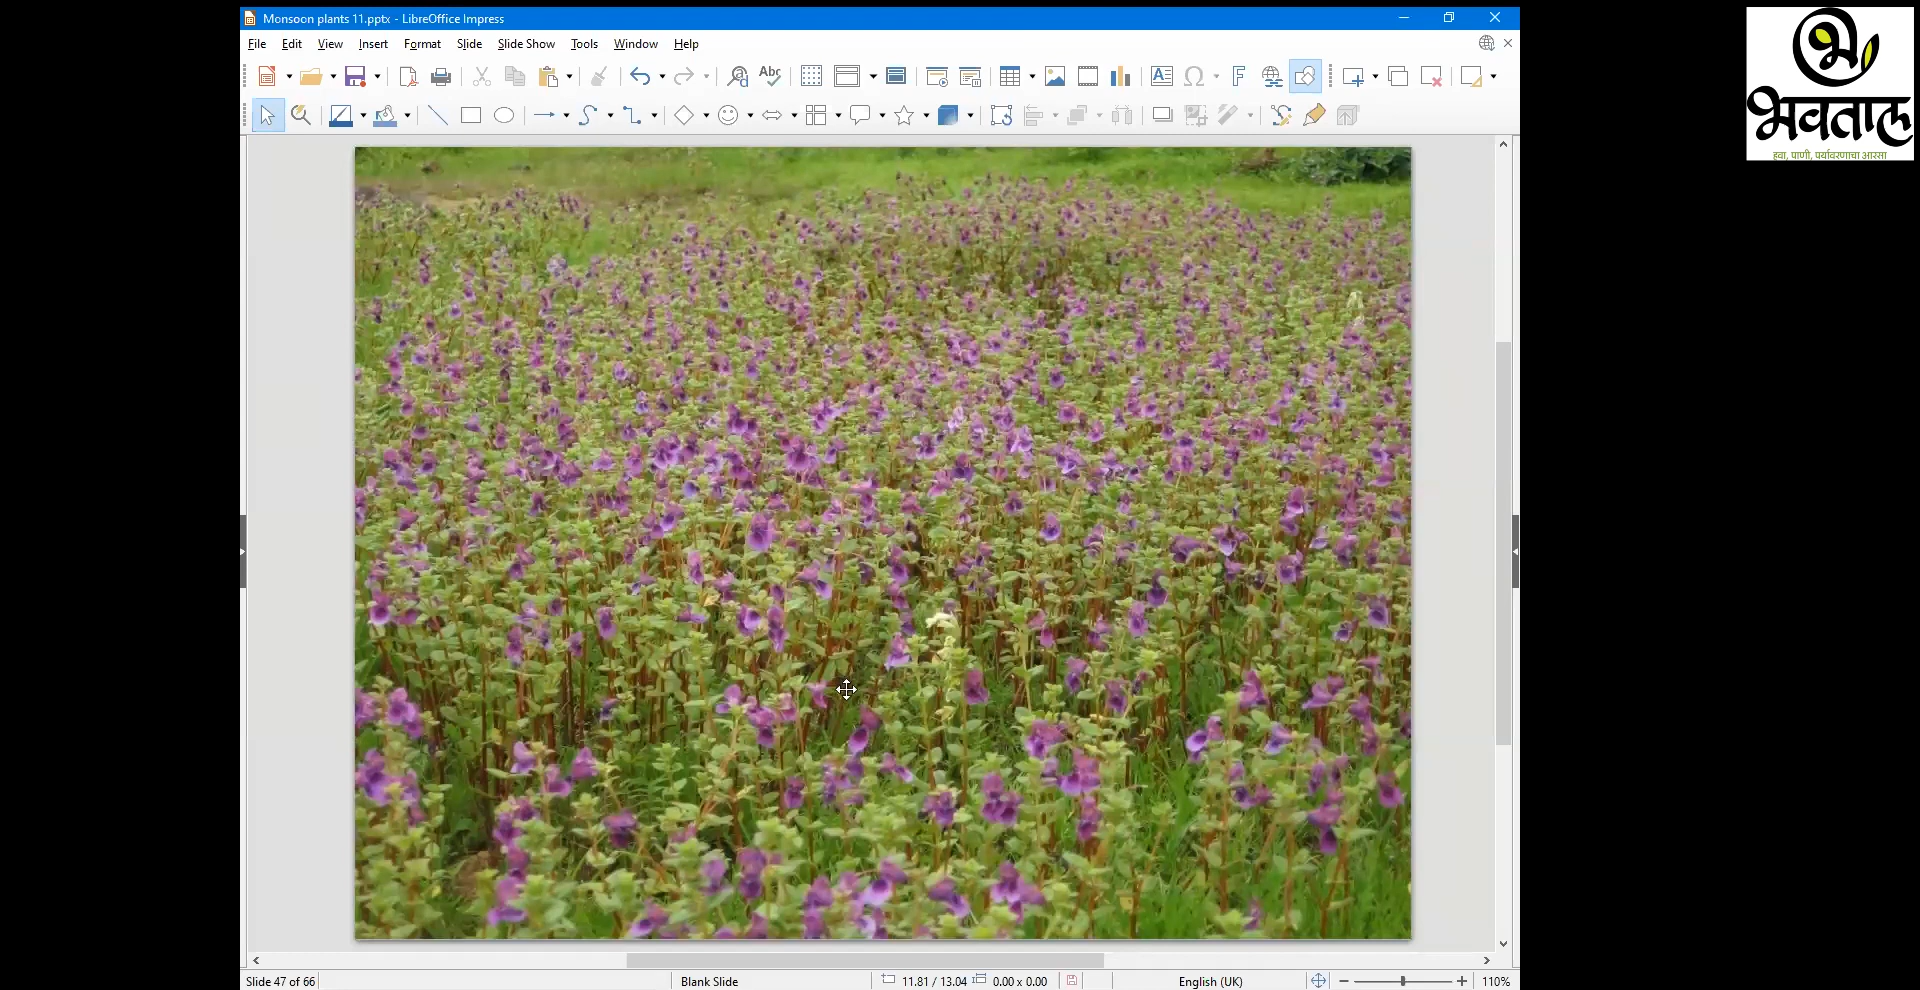 Monsoon plants 11.pptx - LibreOffice Impress
File Edit View Insert Format Slide Slide Show Tools Window Help
Abc
Slide 47 of 66 Blank Slide 11.81 / 13.04 0.00 x 0.00 English (UK) 110%
भ
भवताल
हवा, पाणी, पर्यावरणाचा आरसा